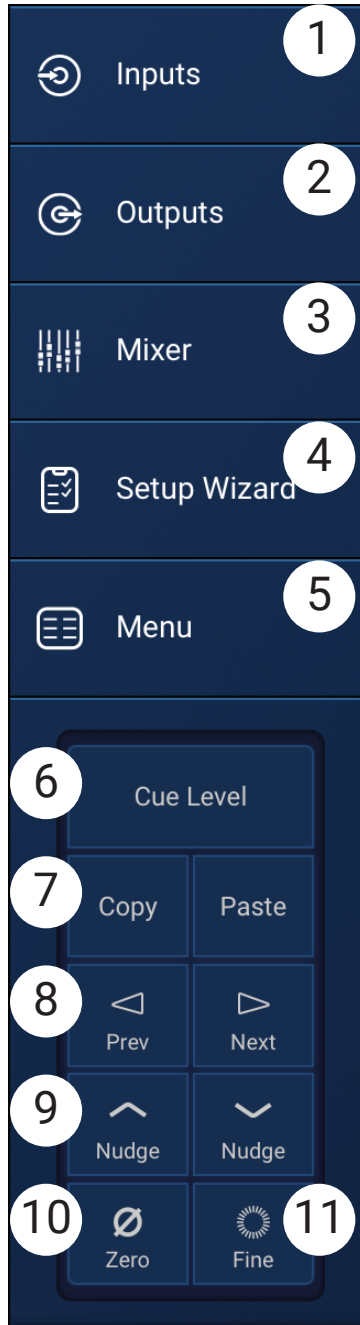 1
Inputs
2
Outputs
3
Mixer
4
Setup Wizard
5
Menu
6
Cue Level
7
Copy Paste
8
Prev Next
9
Nudge Nudge
10 11
Zero Fine